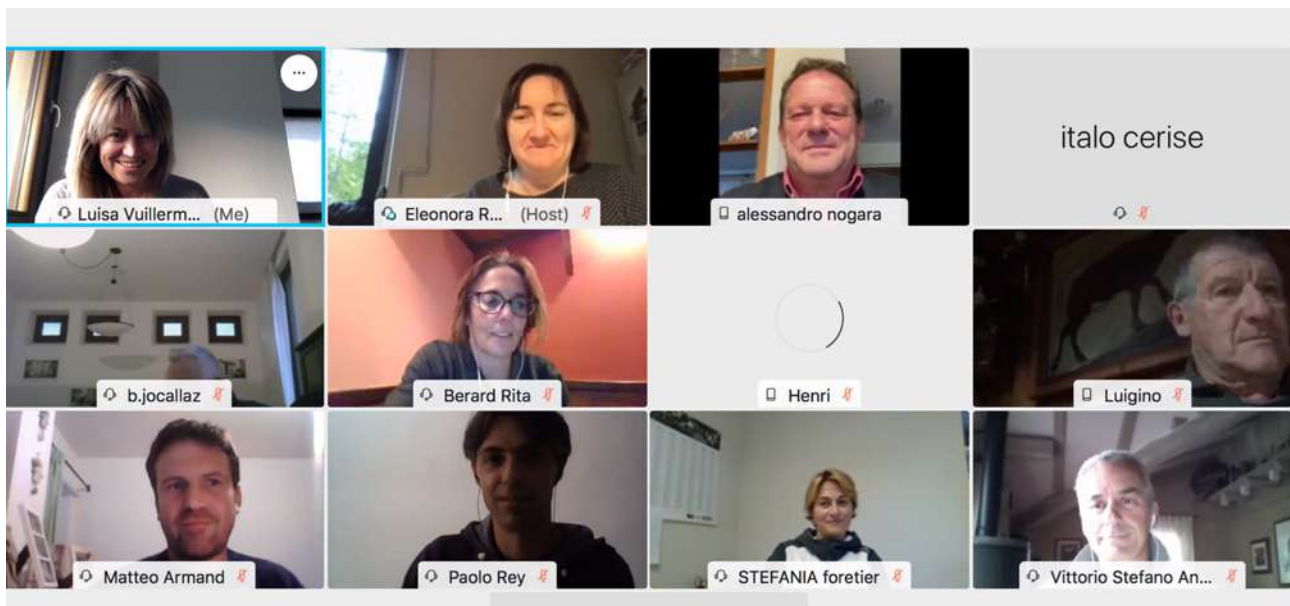 Luisa Vuillerm... (Me)
Eleonora R... (Host)
alessandro nogara
italo cerise
b.jocallaz
Berard Rita
Henri
Luigino
Matteo Armand
Paolo Rey
STEFANIA foretier
Vittorio Stefano An...